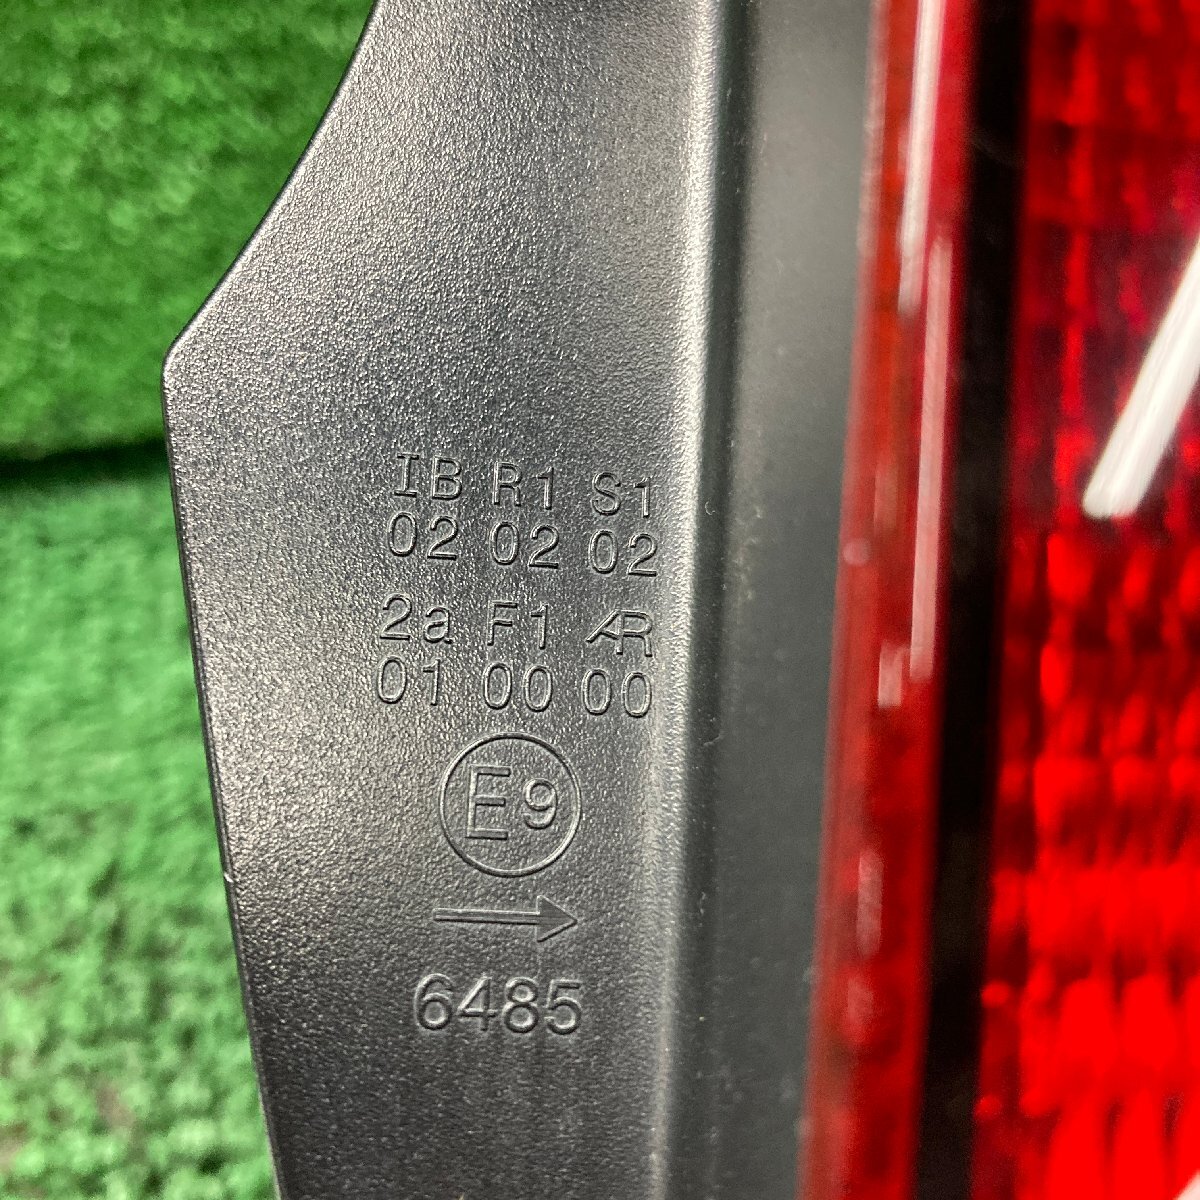 IB R1 S1
02 02 02
2a F1 AR
01 00 00
E9
→
6485